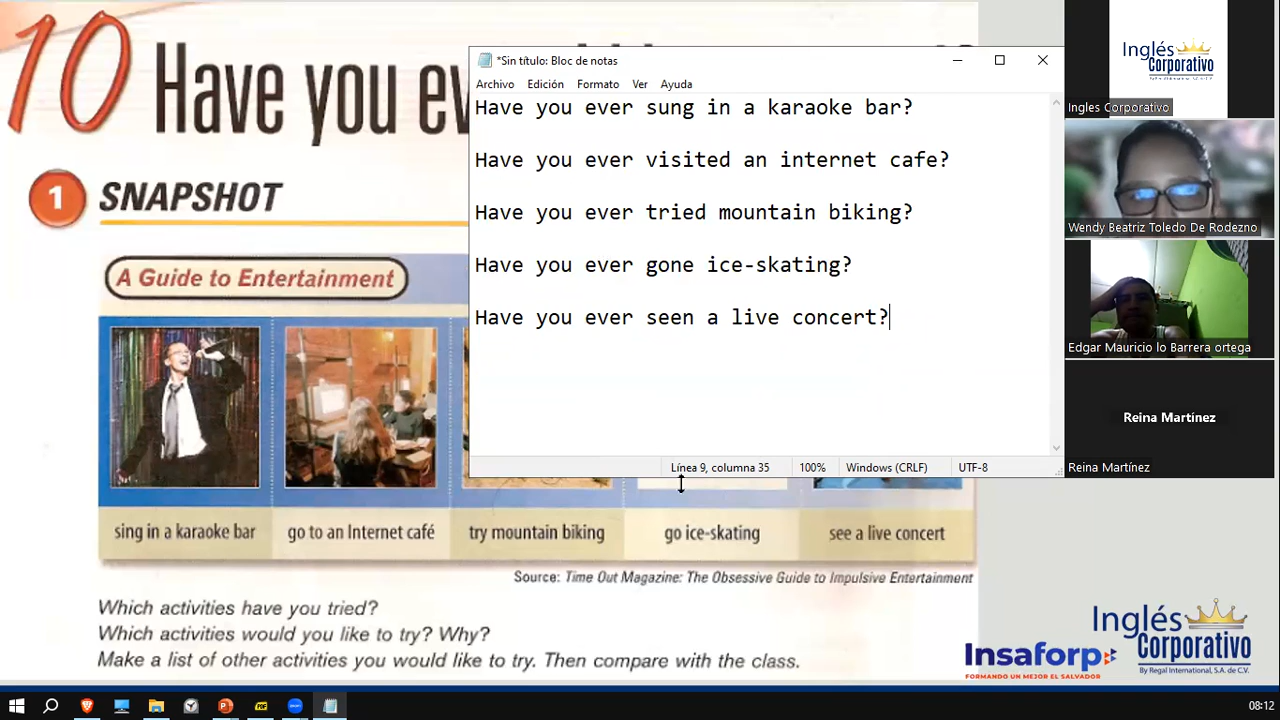 10 Have you ev
*Sin título: Bloc de notas
Archivo Edición Formato Ver Ayuda
Have you ever sung in a karaoke bar?
Have you ever visited an internet cafe?
Have you ever tried mountain biking?
Have you ever gone ice-skating?
Have you ever seen a live concert?
Línea 9, columna 35 100% Windows (CRLF) UTF-8
1 SNAPSHOT
A Guide to Entertainment
sing in a karaoke bar go to an Internet café try mountain biking go ice-skating see a live concert
Source: Time Out Magazine: The Obsessive Guide to Impulsive Entertainment
Which activities have you tried?
Which activities would you like to try? Why?
Make a list of other activities you would like to try. Then compare with the class.
Inglés
Corporativo
Ingles Corporativo
Wendy Beatriz Toledo De Rodezno
Edgar Mauricio lo Barrera ortega
Reina Martínez
Reina Martínez
Insaforp
FORMANDO UN MEJOR EL SALVADOR
Inglés
Corporativo
By Regal International, S.A. de C.V.
08:12